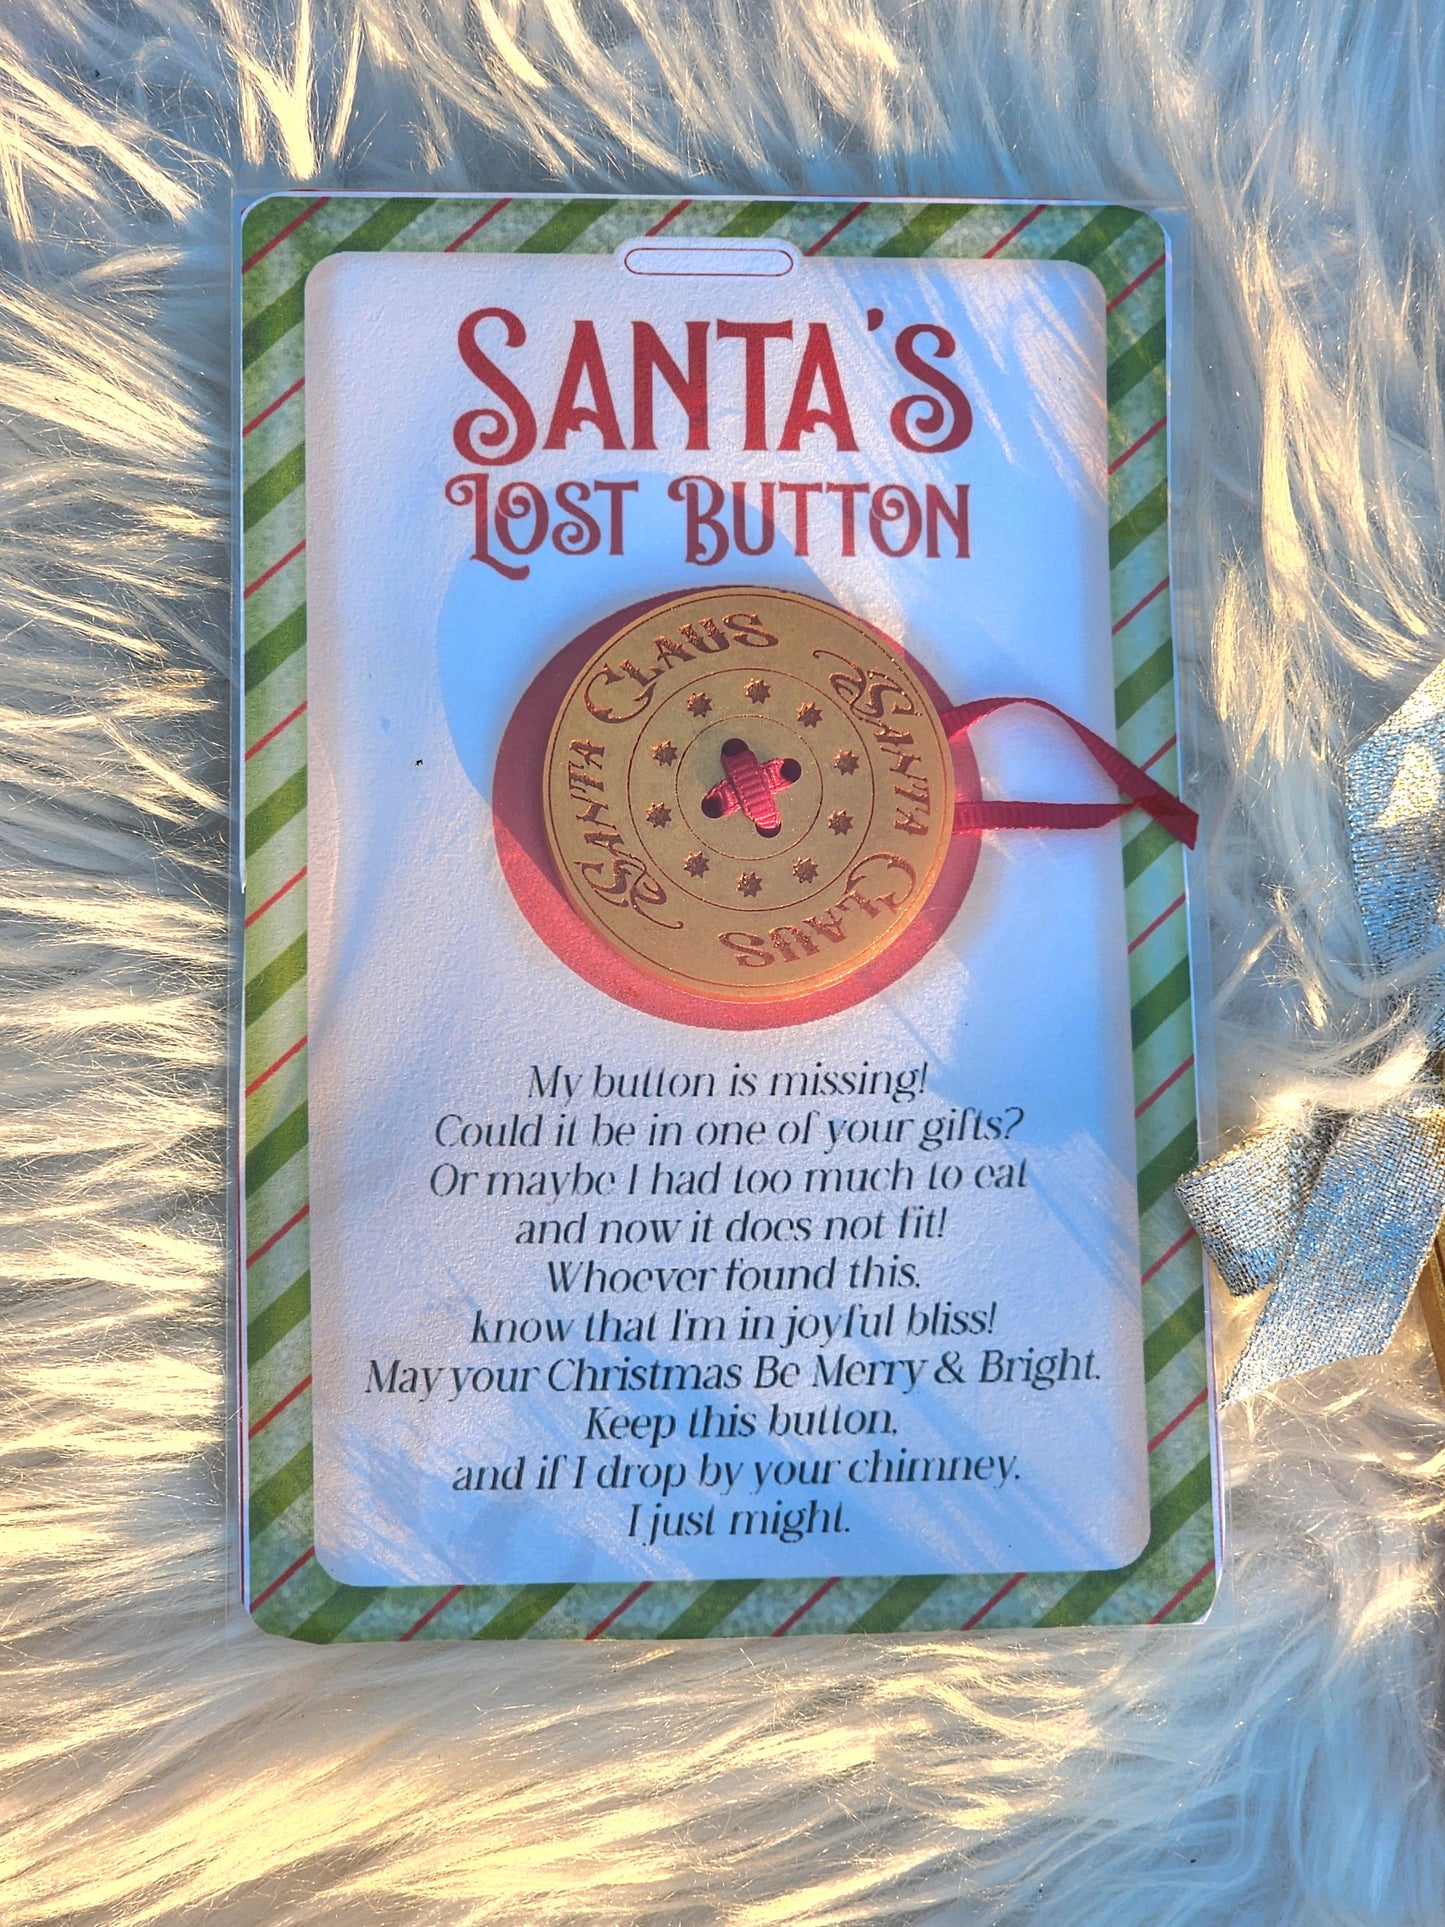 SANTA'S
LOST BUTTON
SANTA CLAUS
SANTA CLAUS
My button is missing!
Could it be in one of your gifts?
Or maybe I had too much to eat
and now it does not fit!
Whoever found this,
know that I'm in joyful bliss!
May your Christmas Be Merry & Bright.
Keep this button,
and if I drop by your chimney,
I just might.